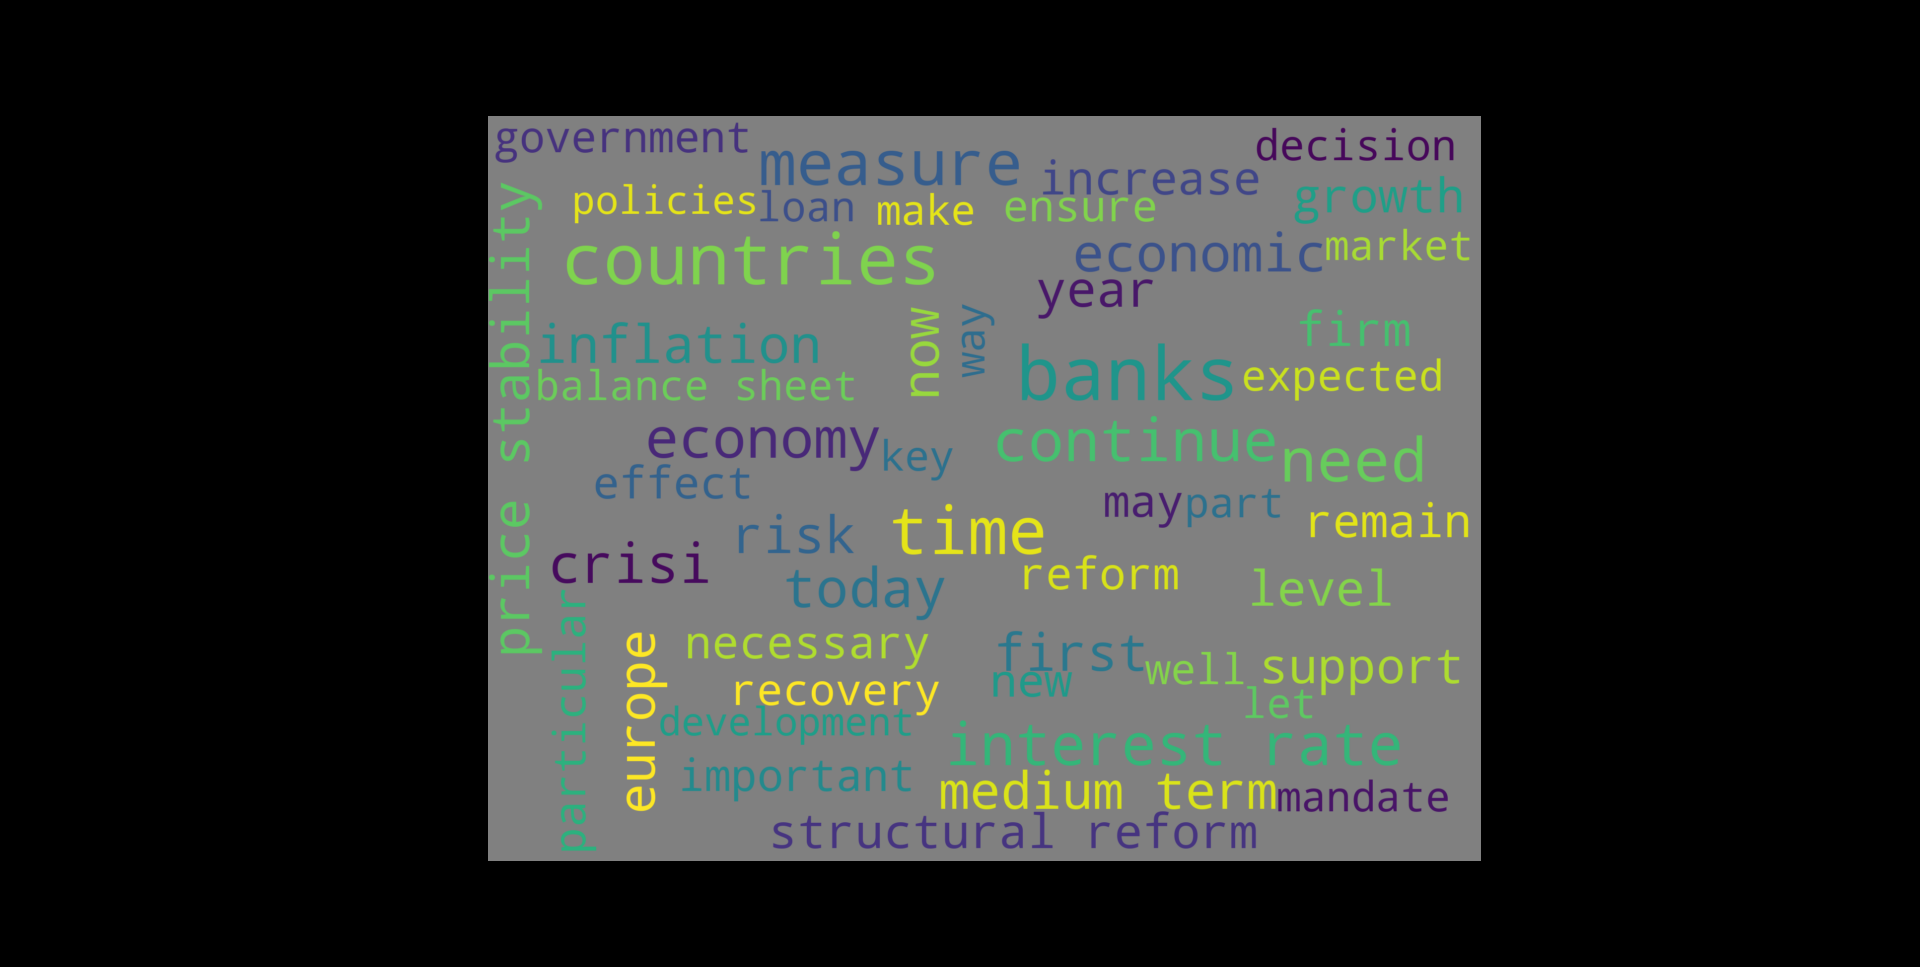 government
measure
decision
increase
growth
policies
loan
make
ensure
countries
economic
market
year
price stability
inflation
now
way
firm
balance sheet
banks
expected
economy
key
continue
need
effect
may
part
risk
time
remain
crisi
today
reform
level
particular
europe
necessary
first
well
support
recovery
new
let
development
interest rate
important
medium term
mandate
structural reform